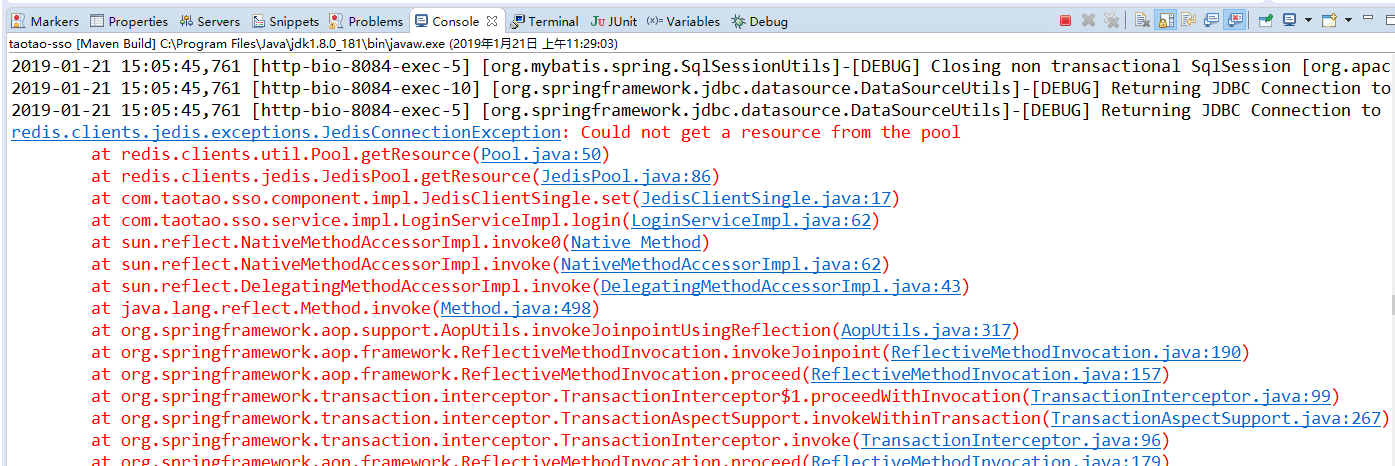 Markers Properties Servers Snippets Problems Console Terminal JUnit Variables Debug
taotao-sso [Maven Build] C:\Program Files\Java\jdk1.8.0_181\bin\javaw.exe (2019年1月21日 上午11:29:03)
2019-01-21 15:05:45,761 [http-bio-8084-exec-5] [org.mybatis.spring.SqlSessionUtils]-[DEBUG] Closing non transactional SqlSession [org.apac
2019-01-21 15:05:45,761 [http-bio-8084-exec-10] [org.springframework.jdbc.datasource.DataSourceUtils]-[DEBUG] Returning JDBC Connection to
2019-01-21 15:05:45,761 [http-bio-8084-exec-5] [org.springframework.jdbc.datasource.DataSourceUtils]-[DEBUG] Returning JDBC Connection to
redis.clients.jedis.exceptions.JedisConnectionException: Could not get a resource from the pool
at redis.clients.util.Pool.getResource(Pool.java:50)
at redis.clients.jedis.JedisPool.getResource(JedisPool.java:86)
at com.taotao.sso.component.impl.JedisClientSingle.set(JedisClientSingle.java:17)
at com.taotao.sso.service.impl.LoginServiceImpl.login(LoginServiceImpl.java:62)
at sun.reflect.NativeMethodAccessorImpl.invoke0(Native Method)
at sun.reflect.NativeMethodAccessorImpl.invoke(NativeMethodAccessorImpl.java:62)
at sun.reflect.DelegatingMethodAccessorImpl.invoke(DelegatingMethodAccessorImpl.java:43)
at java.lang.reflect.Method.invoke(Method.java:498)
at org.springframework.aop.support.AopUtils.invokeJoinpointUsingReflection(AopUtils.java:317)
at org.springframework.aop.framework.ReflectiveMethodInvocation.invokeJoinpoint(ReflectiveMethodInvocation.java:190)
at org.springframework.aop.framework.ReflectiveMethodInvocation.proceed(ReflectiveMethodInvocation.java:157)
at org.springframework.transaction.interceptor.TransactionInterceptor$1.proceedWithInvocation(TransactionInterceptor.java:99)
at org.springframework.transaction.interceptor.TransactionAspectSupport.invokeWithinTransaction(TransactionAspectSupport.java:267)
at org.springframework.transaction.interceptor.TransactionInterceptor.invoke(TransactionInterceptor.java:96)
at org.springframework.aop.framework.ReflectiveMethodInvocation.proceed(ReflectiveMethodInvocation.java:179)